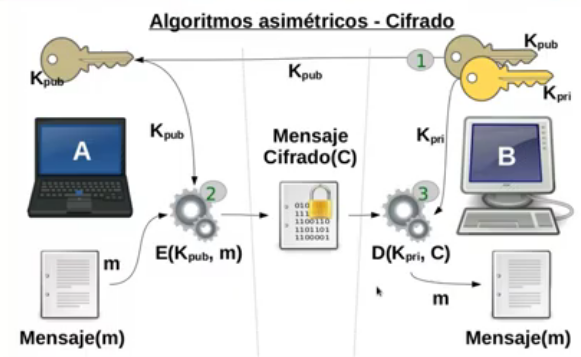 Algoritmos asimétricos - Cifrado
Kpub
Kpub
1
Kpub
Kpri
Kpub
Kpri
A
Mensaje
Cifrado(C)
B
2
3
010
111
1100110
1101101
1100001
E(Kpub, m)
D(Kpri, C)
m
m
Mensaje(m)
Mensaje(m)